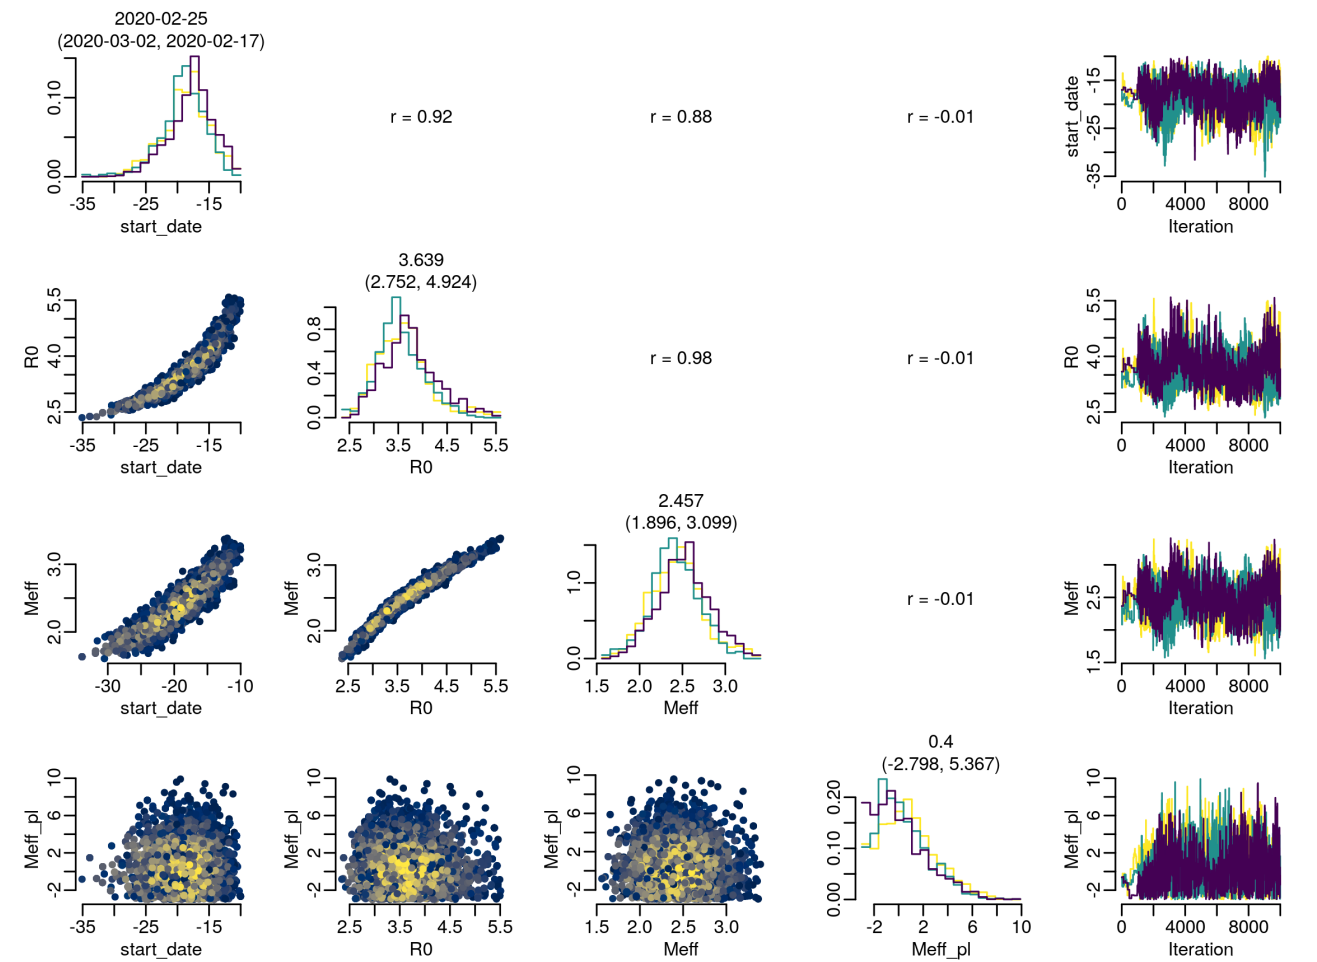 2020-02-25
(2020-03-02, 2020-02-17)
0.00 0.10
-35 -25 -15
start_date
r = 0.92
r = 0.88
r = -0.01
start_date
-35 -25 -15
0 4000 8000
Iteration
R0
2.5 4.0 5.5
-35 -25 -15
start_date
3.639
(2.752, 4.924)
0.0 0.4 0.8
2.5 3.5 4.5 5.5
R0
r = 0.98
r = -0.01
R0
2.5 4.0 5.5
0 4000 8000
Iteration
Meff
2.0 3.0
-30 -20 -10
start_date
Meff
2.0 3.0
2.5 3.5 4.5 5.5
R0
2.457
(1.896, 3.099)
0.0 1.0
1.5 2.0 2.5 3.0
Meff
r = -0.01
Meff
1.5 2.5
0 4000 8000
Iteration
Meff_pl
-2 2 6 10
-35 -25 -15
start_date
Meff_pl
-2 2 6 10
2.5 3.5 4.5 5.5
R0
Meff_pl
-2 2 6 10
1.5 2.0 2.5 3.0
Meff
0.4
(-2.798, 5.367)
0.00 0.10 0.20
-2 2 6 10
Meff_pl
Meff_pl
-2 2 6 10
0 4000 8000
Iteration